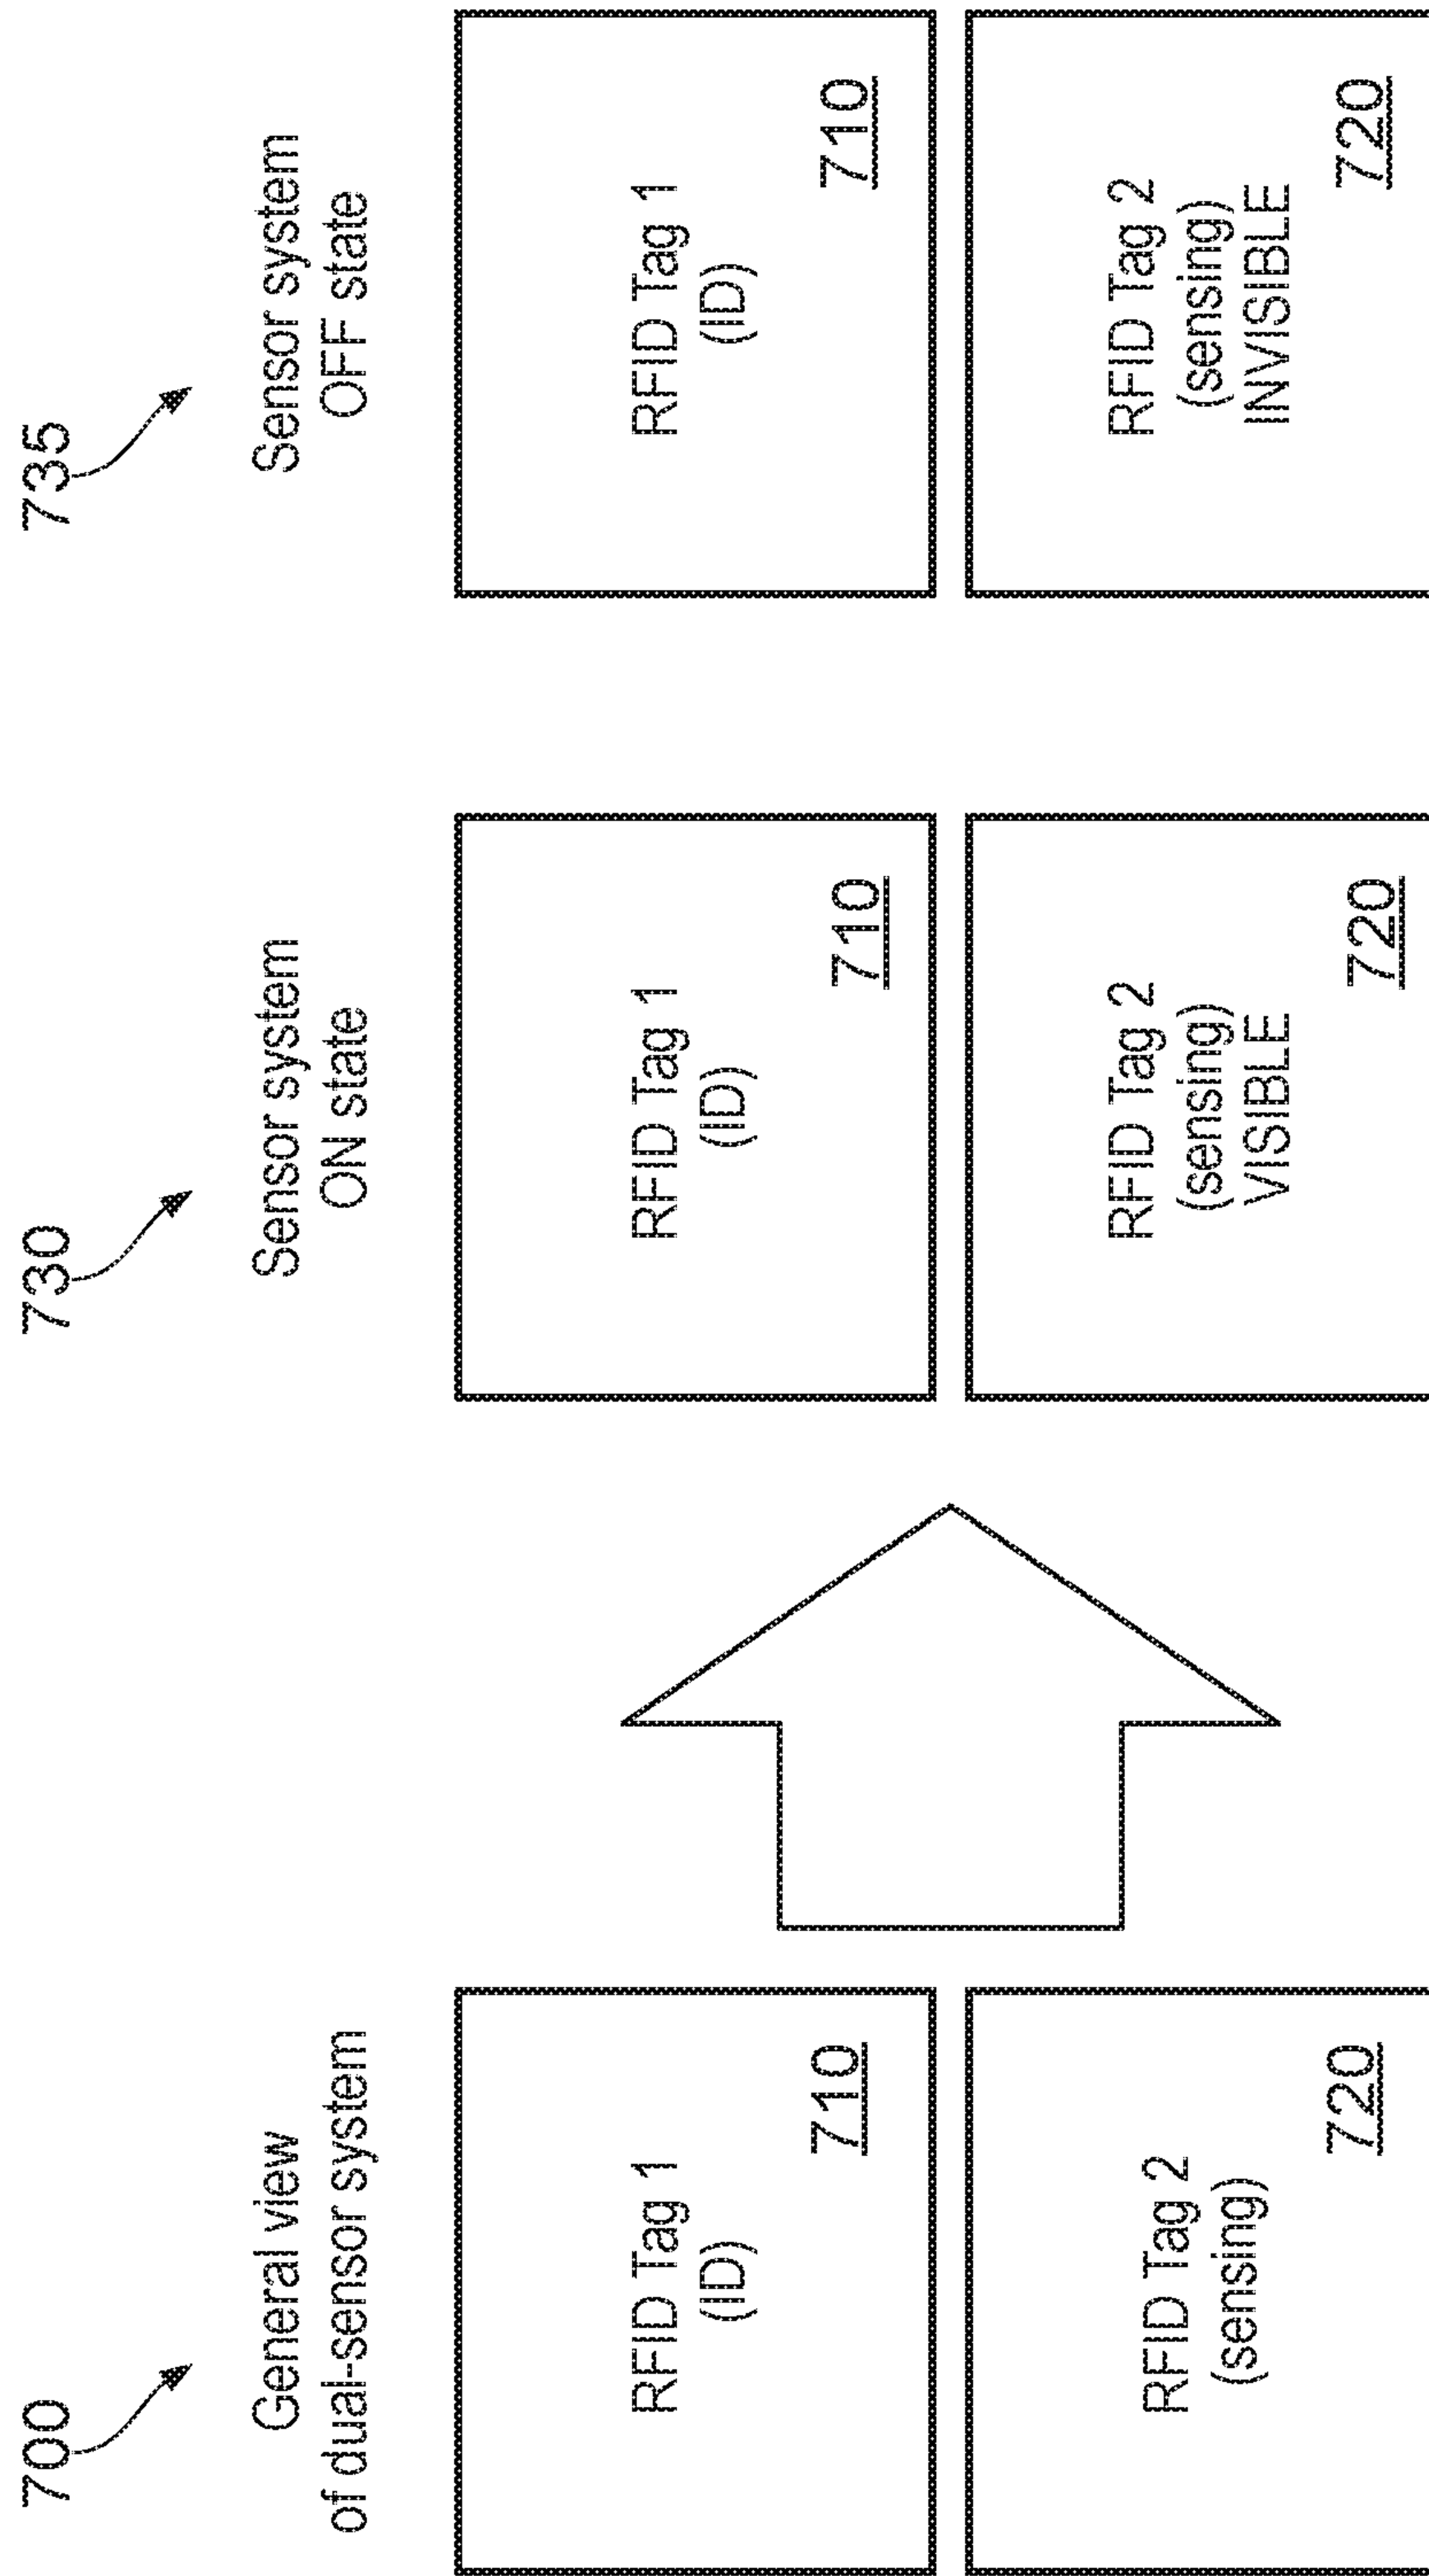 700
General view
of dual-sensor system
RFID Tag 1
(ID)
710
RFID Tag 2
(sensing)
720
730
Sensor system
ON state
RFID Tag 1
(ID)
710
RFID Tag 2
(sensing)
VISIBLE
720
735
Sensor system
OFF state
RFID Tag 1
(ID)
710
RFID Tag 2
(sensing)
INVISIBLE
720